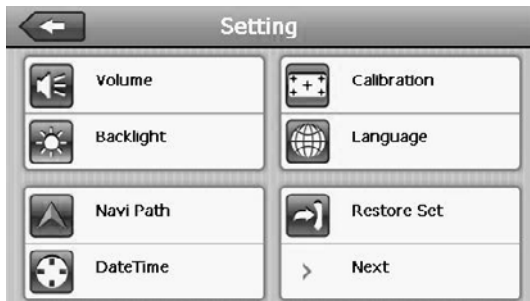 Setting
Volume
Calibration
Backlight
Language
Navi Path
Restore Set
DateTime
Next